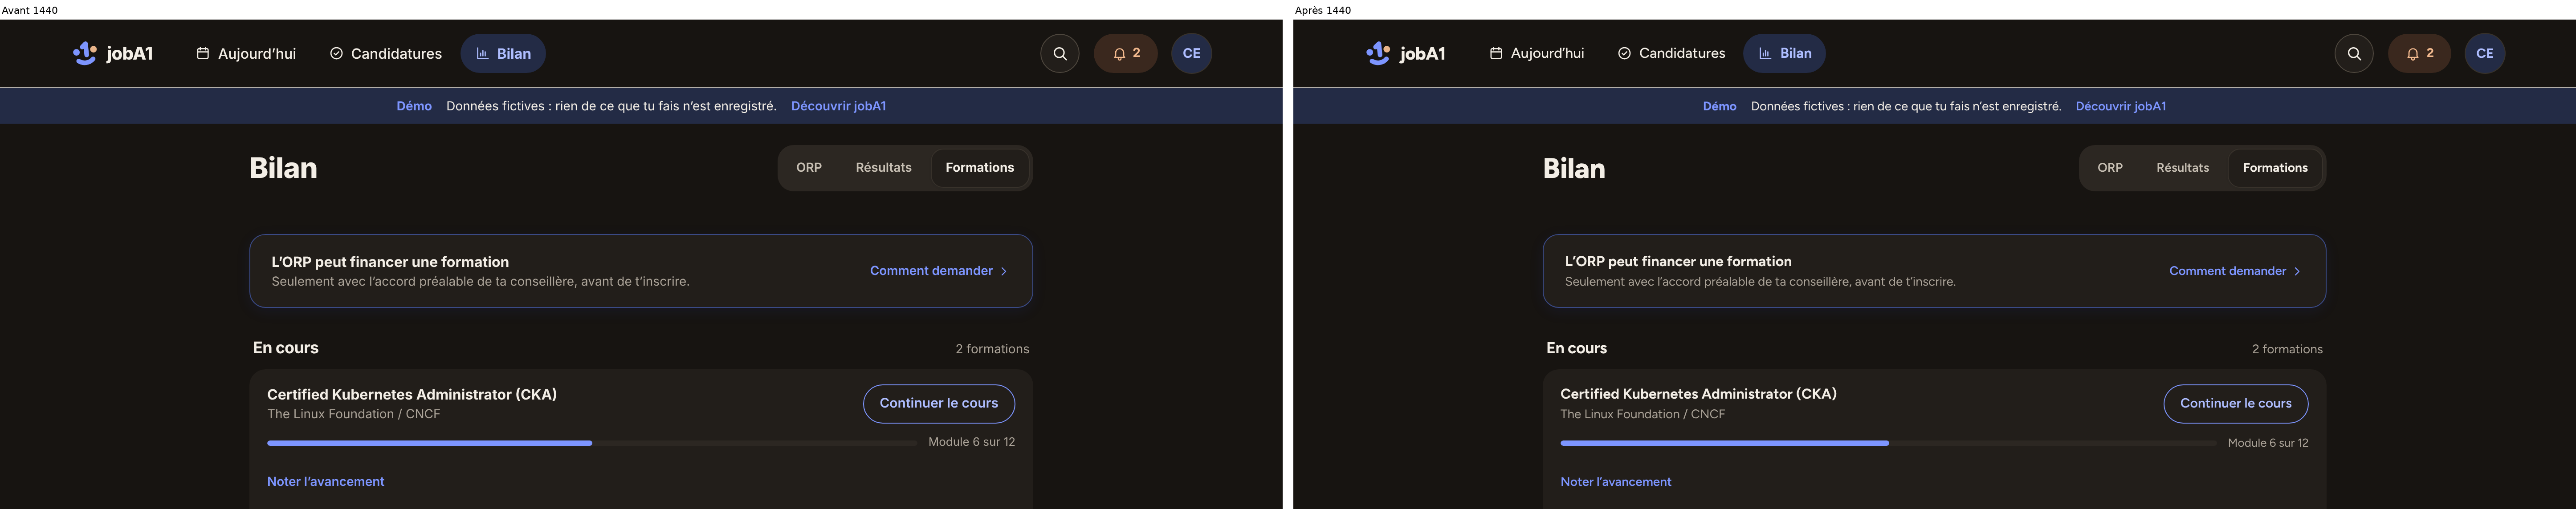 Avant 1440
jobA1 Aujourd’hui Candidatures Bilan 2 CE
Démo Données fictives : rien de ce que tu fais n’est enregistré. Découvrir jobA1
Bilan ORP Résultats Formations
L’ORP peut financer une formation
Seulement avec l’accord préalable de ta conseillère, avant de t’inscrire.
Comment demander
En cours 2 formations
Certified Kubernetes Administrator (CKA)
The Linux Foundation / CNCF
Continuer le cours
Module 6 sur 12
Noter l’avancement
Après 1440
jobA1 Aujourd’hui Candidatures Bilan 2 CE
Démo Données fictives : rien de ce que tu fais n’est enregistré. Découvrir jobA1
Bilan ORP Résultats Formations
L’ORP peut financer une formation
Seulement avec l’accord préalable de ta conseillère, avant de t’inscrire.
Comment demander
En cours 2 formations
Certified Kubernetes Administrator (CKA)
The Linux Foundation / CNCF
Continuer le cours
Module 6 sur 12
Noter l’avancement